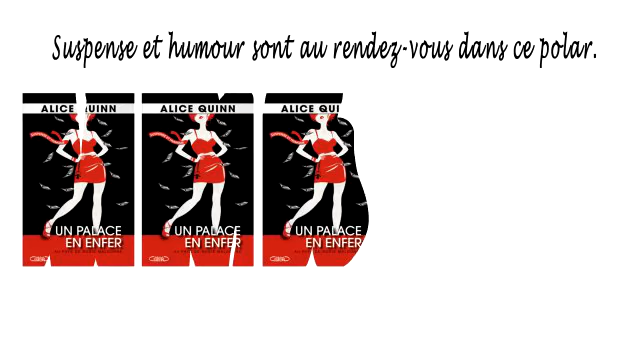 Suspense et humour sont au rendez-vous dans ce polar.
ALICE QUINN
UN PALACE
EN ENFER
ALICE QUINN
UN PALACE
EN ENFER
ALICE QUI
UN PALACE
EN ENFER